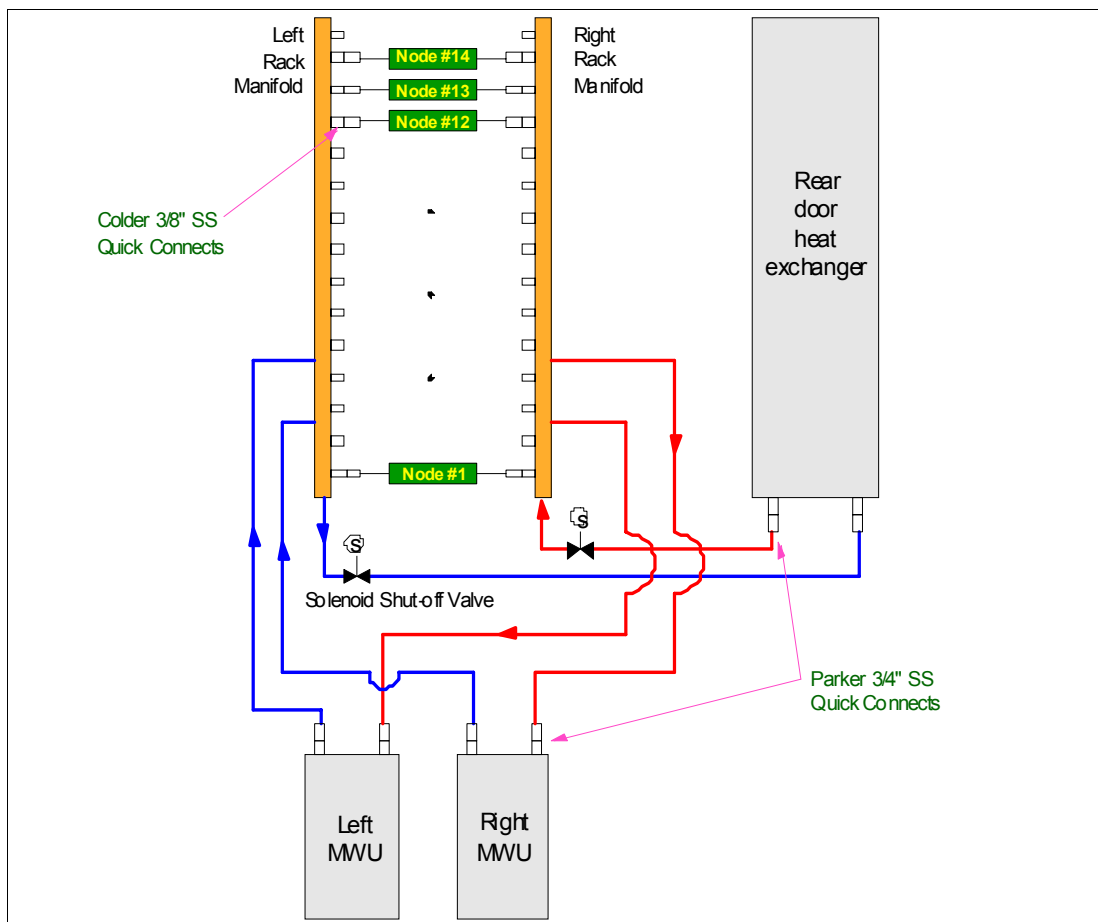 Left
Rack
Manifold
Right
Rack
Manifold
Node #14
Node #13
Node #12
Colder 3/8" SS
Quick Connects
Rear
door
heat
exchanger
Node #1
S
S
Solenoid Shut-off Valve
Parker 3/4" SS
Quick Connects
Left
MWU
Right
MWU